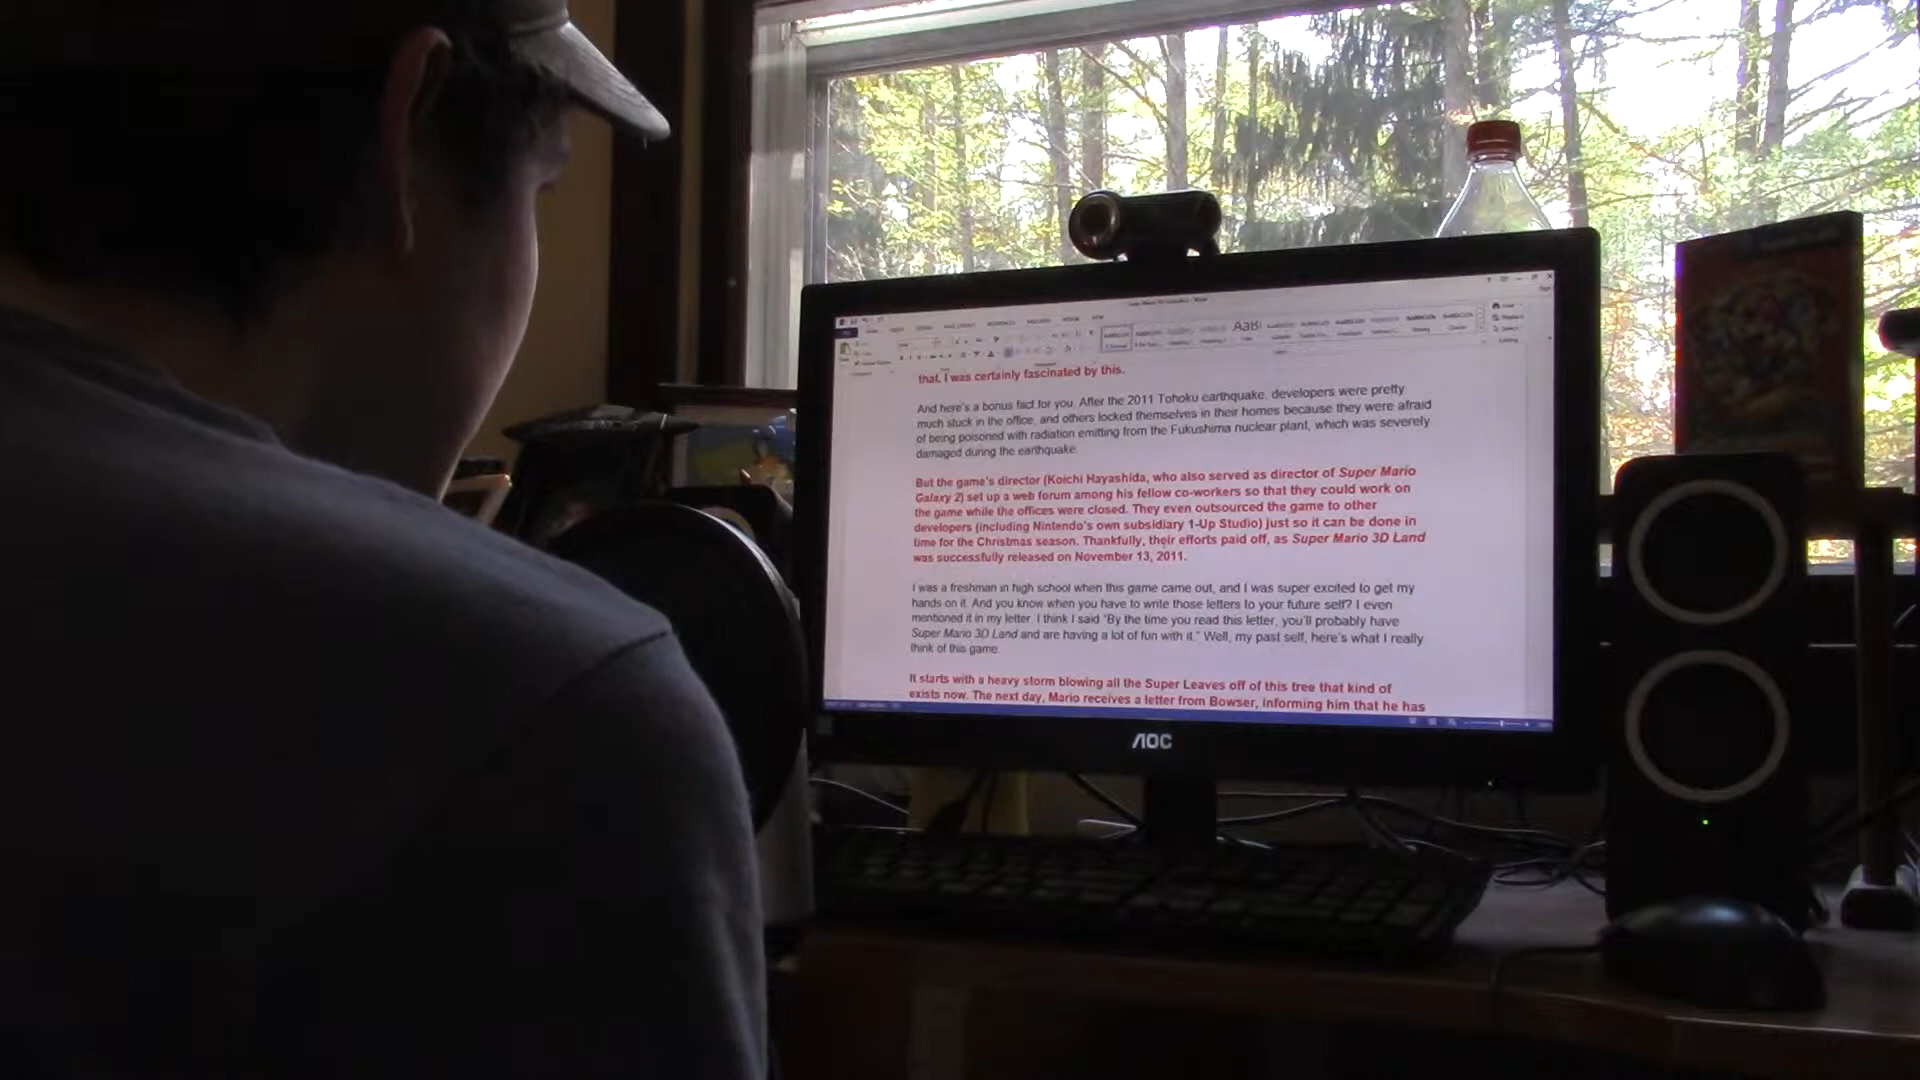 AaBl
that, I was certainly fascinated by this.
And here's a bonus fact for you. After the 2011 Tohoku earthquake, developers were pretty
much stuck in the office, and others locked themselves in their homes because they were afraid
of being poisoned with radiation emitting from the Fukushima nuclear plant, which was severely
damaged during the earthquake.
But the game's director (Koichi Hayashida, who also served as director of Super Mario
Galaxy 2) set up a web forum among his fellow co-workers so that they could work on
the game while the offices were closed. They even outsourced the game to other
developers (including Nintendo's own subsidiary 1-Up Studio) just so it can be done in
time for the Christmas season. Thankfully, their efforts paid off, as Super Mario 3D Land
was successfully released on November 13, 2011.
I was a freshman in high school when this game came out, and I was super excited to get my
hands on it. And you know when you have to write those letters to your future self? I even
mentioned it in my letter. I think I said “By the time you read this letter, you'll probably have
Super Mario 3D Land and are having a lot of fun with it.” Well, my past self, here's what I really
think of this game.
It starts with a heavy storm blowing all the Super Leaves off of this tree that kind of
exists now. The next day, Mario receives a letter from Bowser, informing him that he has
AOC